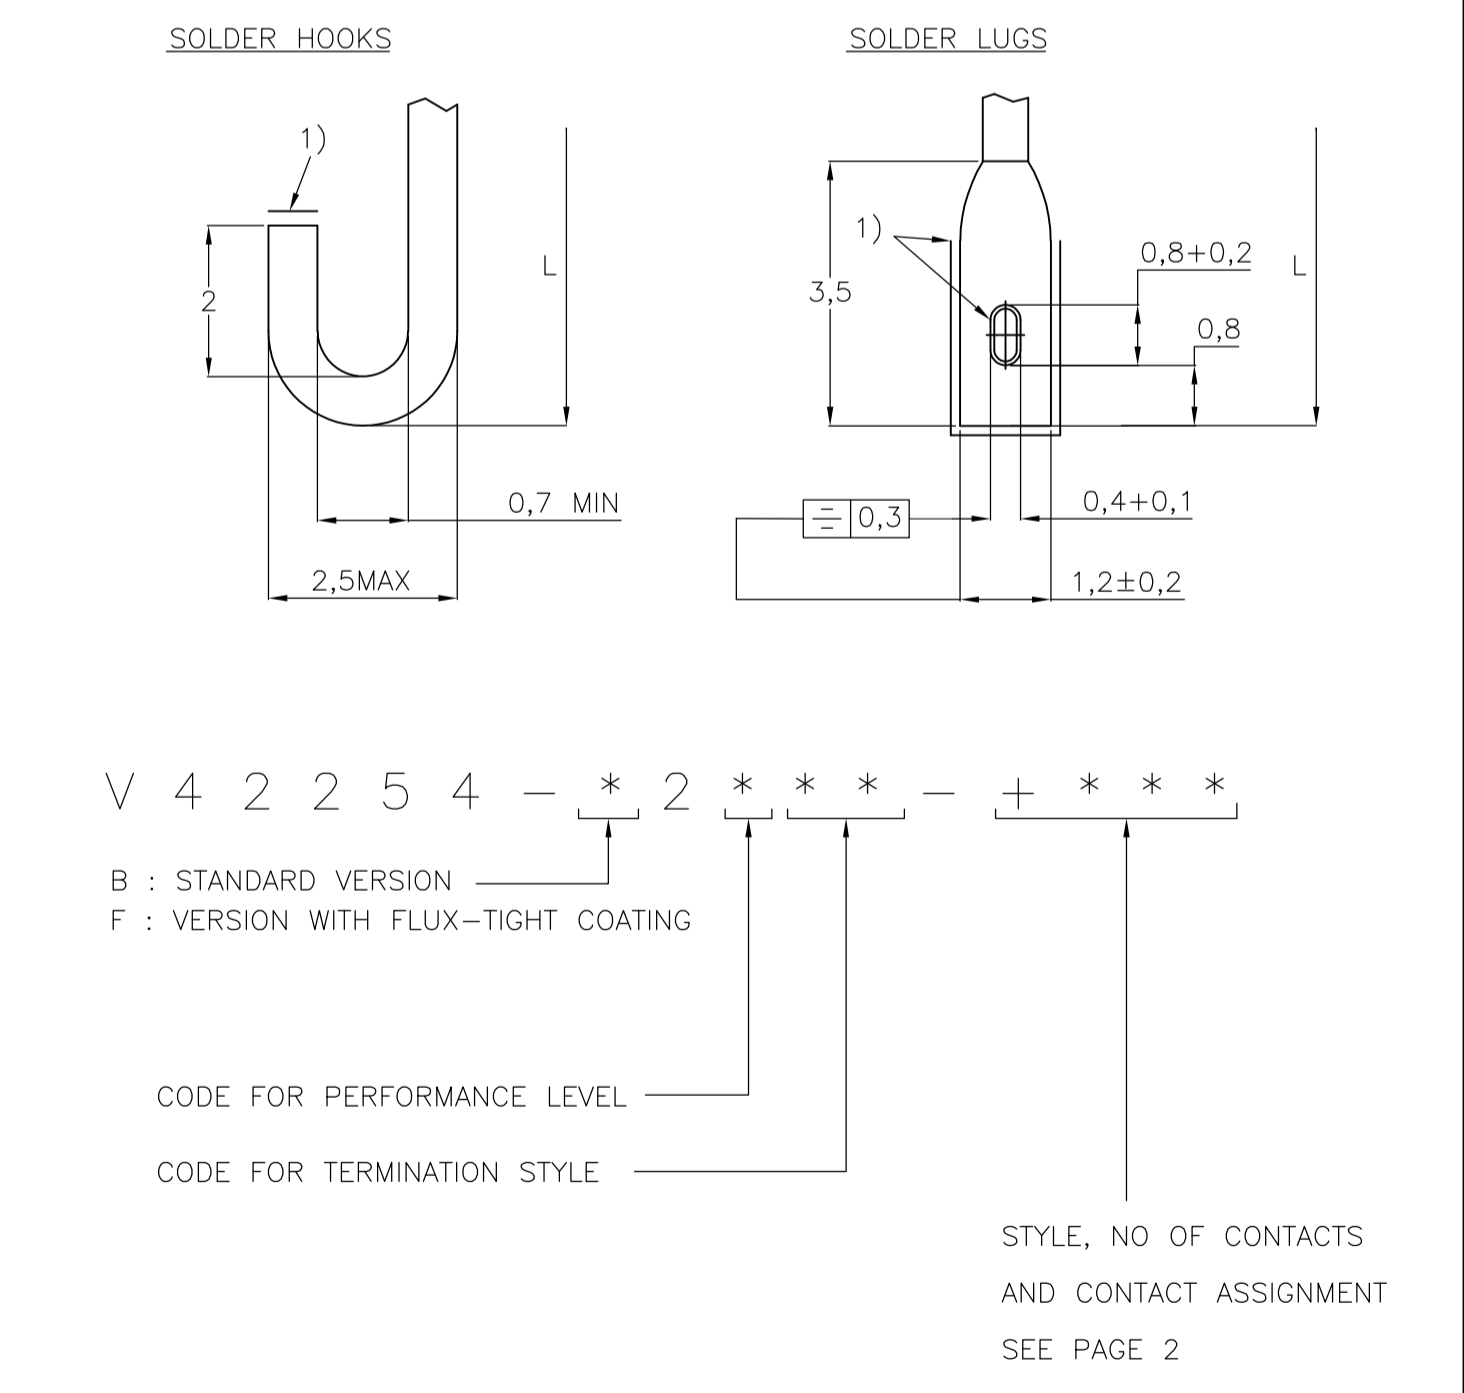 SOLDER HOOKS
SOLDER LUGS
1)
2
L
0,7 MIN
2,5MAX
1)
3,5
0,8+0,2
L
0,8
0,3
0,4+0,1
1,2±0,2
V 4 2 2 5 4 - * 2 * * * - + * * *
B : STANDARD VERSION
F : VERSION WITH FLUX-TIGHT COATING
CODE FOR PERFORMANCE LEVEL
CODE FOR TERMINATION STYLE
STYLE, NO OF CONTACTS
AND CONTACT ASSIGNMENT
SEE PAGE 2